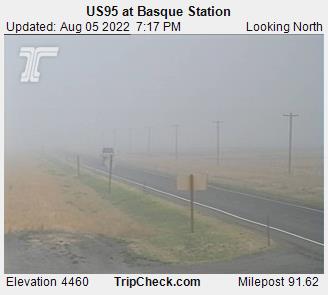 US95 at Basque Station
Updated: Aug 05 2022 7:17 PM Looking North
Elevation 4460 TripCheck.com Milepost 91.62